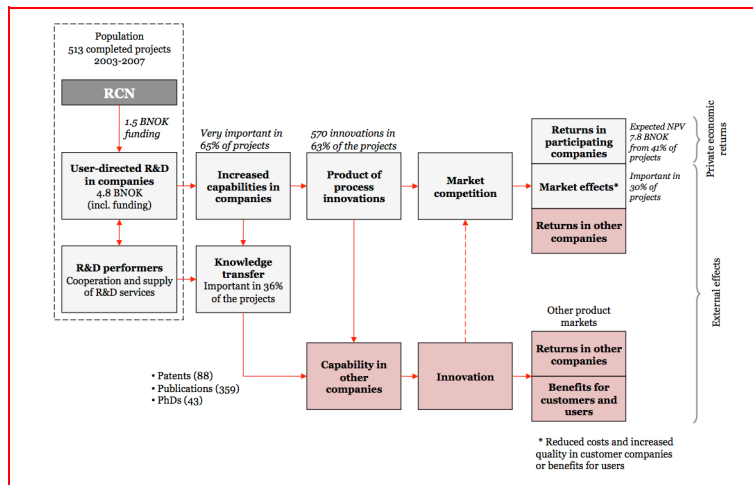 Population
513 completed projects
2003-2007
RCN
1.5 BNOK
funding
Very important in
65% of projects
570 innovations in
63% of the projects
User-directed R&D
in companies
4.8 BNOK
(incl. funding)
Increased
capabilities in
companies
Product of
process
innovations
Market
competition
Returns in
participating
companies
Expected NPV
7.8 BNOK
from 41% of
projects
Private economic
returns
Market effects*
Important in
30% of
projects
Returns in other
companies
R&D performers
Cooperation and supply
of R&D services
Knowledge
transfer
Important in 36%
of the projects
External effects
Other product
markets
• Patents (88)
• Publications (359)
• PhDs (43)
Capability in
other
companies
Innovation
Returns in other
companies
Benefits for
customers and
users
* Reduced costs and increased
quality in customer companies
or benefits for users